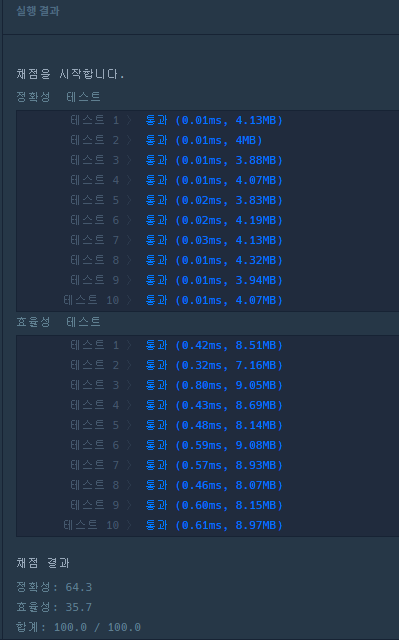 실행 결과
채점을 시작합니다.
정확성 테스트
테스트 1 〉 통과 (0.01ms, 4.13MB)
테스트 2 〉 통과 (0.01ms, 4MB)
테스트 3 〉 통과 (0.01ms, 3.88MB)
테스트 4 〉 통과 (0.01ms, 4.07MB)
테스트 5 〉 통과 (0.02ms, 3.83MB)
테스트 6 〉 통과 (0.02ms, 4.19MB)
테스트 7 〉 통과 (0.03ms, 4.13MB)
테스트 8 〉 통과 (0.01ms, 4.32MB)
테스트 9 〉 통과 (0.01ms, 3.94MB)
테스트 10 〉 통과 (0.01ms, 4.07MB)
효율성 테스트
테스트 1 〉 통과 (0.42ms, 8.51MB)
테스트 2 〉 통과 (0.32ms, 7.16MB)
테스트 3 〉 통과 (0.80ms, 9.05MB)
테스트 4 〉 통과 (0.43ms, 8.69MB)
테스트 5 〉 통과 (0.48ms, 8.14MB)
테스트 6 〉 통과 (0.59ms, 9.08MB)
테스트 7 〉 통과 (0.57ms, 8.93MB)
테스트 8 〉 통과 (0.46ms, 8.07MB)
테스트 9 〉 통과 (0.60ms, 8.15MB)
테스트 10 〉 통과 (0.61ms, 8.97MB)
채점 결과
정확성: 64.3
효율성: 35.7
합계: 100.0 / 100.0